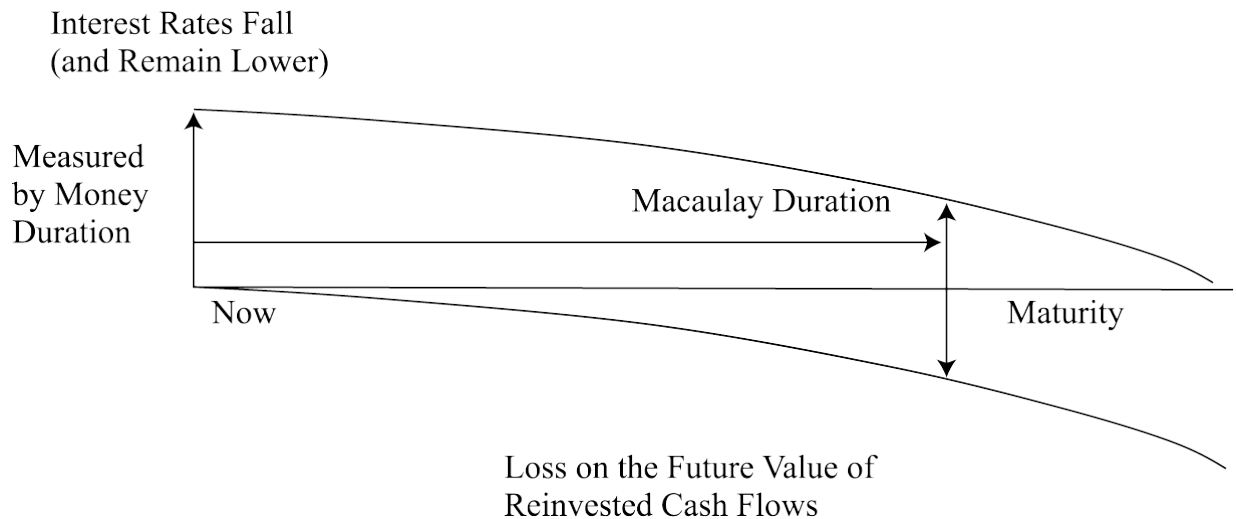 Interest Rates Fall
(and Remain Lower)
Measured
by Money
Duration
Macaulay Duration
Now
Maturity
Loss on the Future Value of
Reinvested Cash Flows